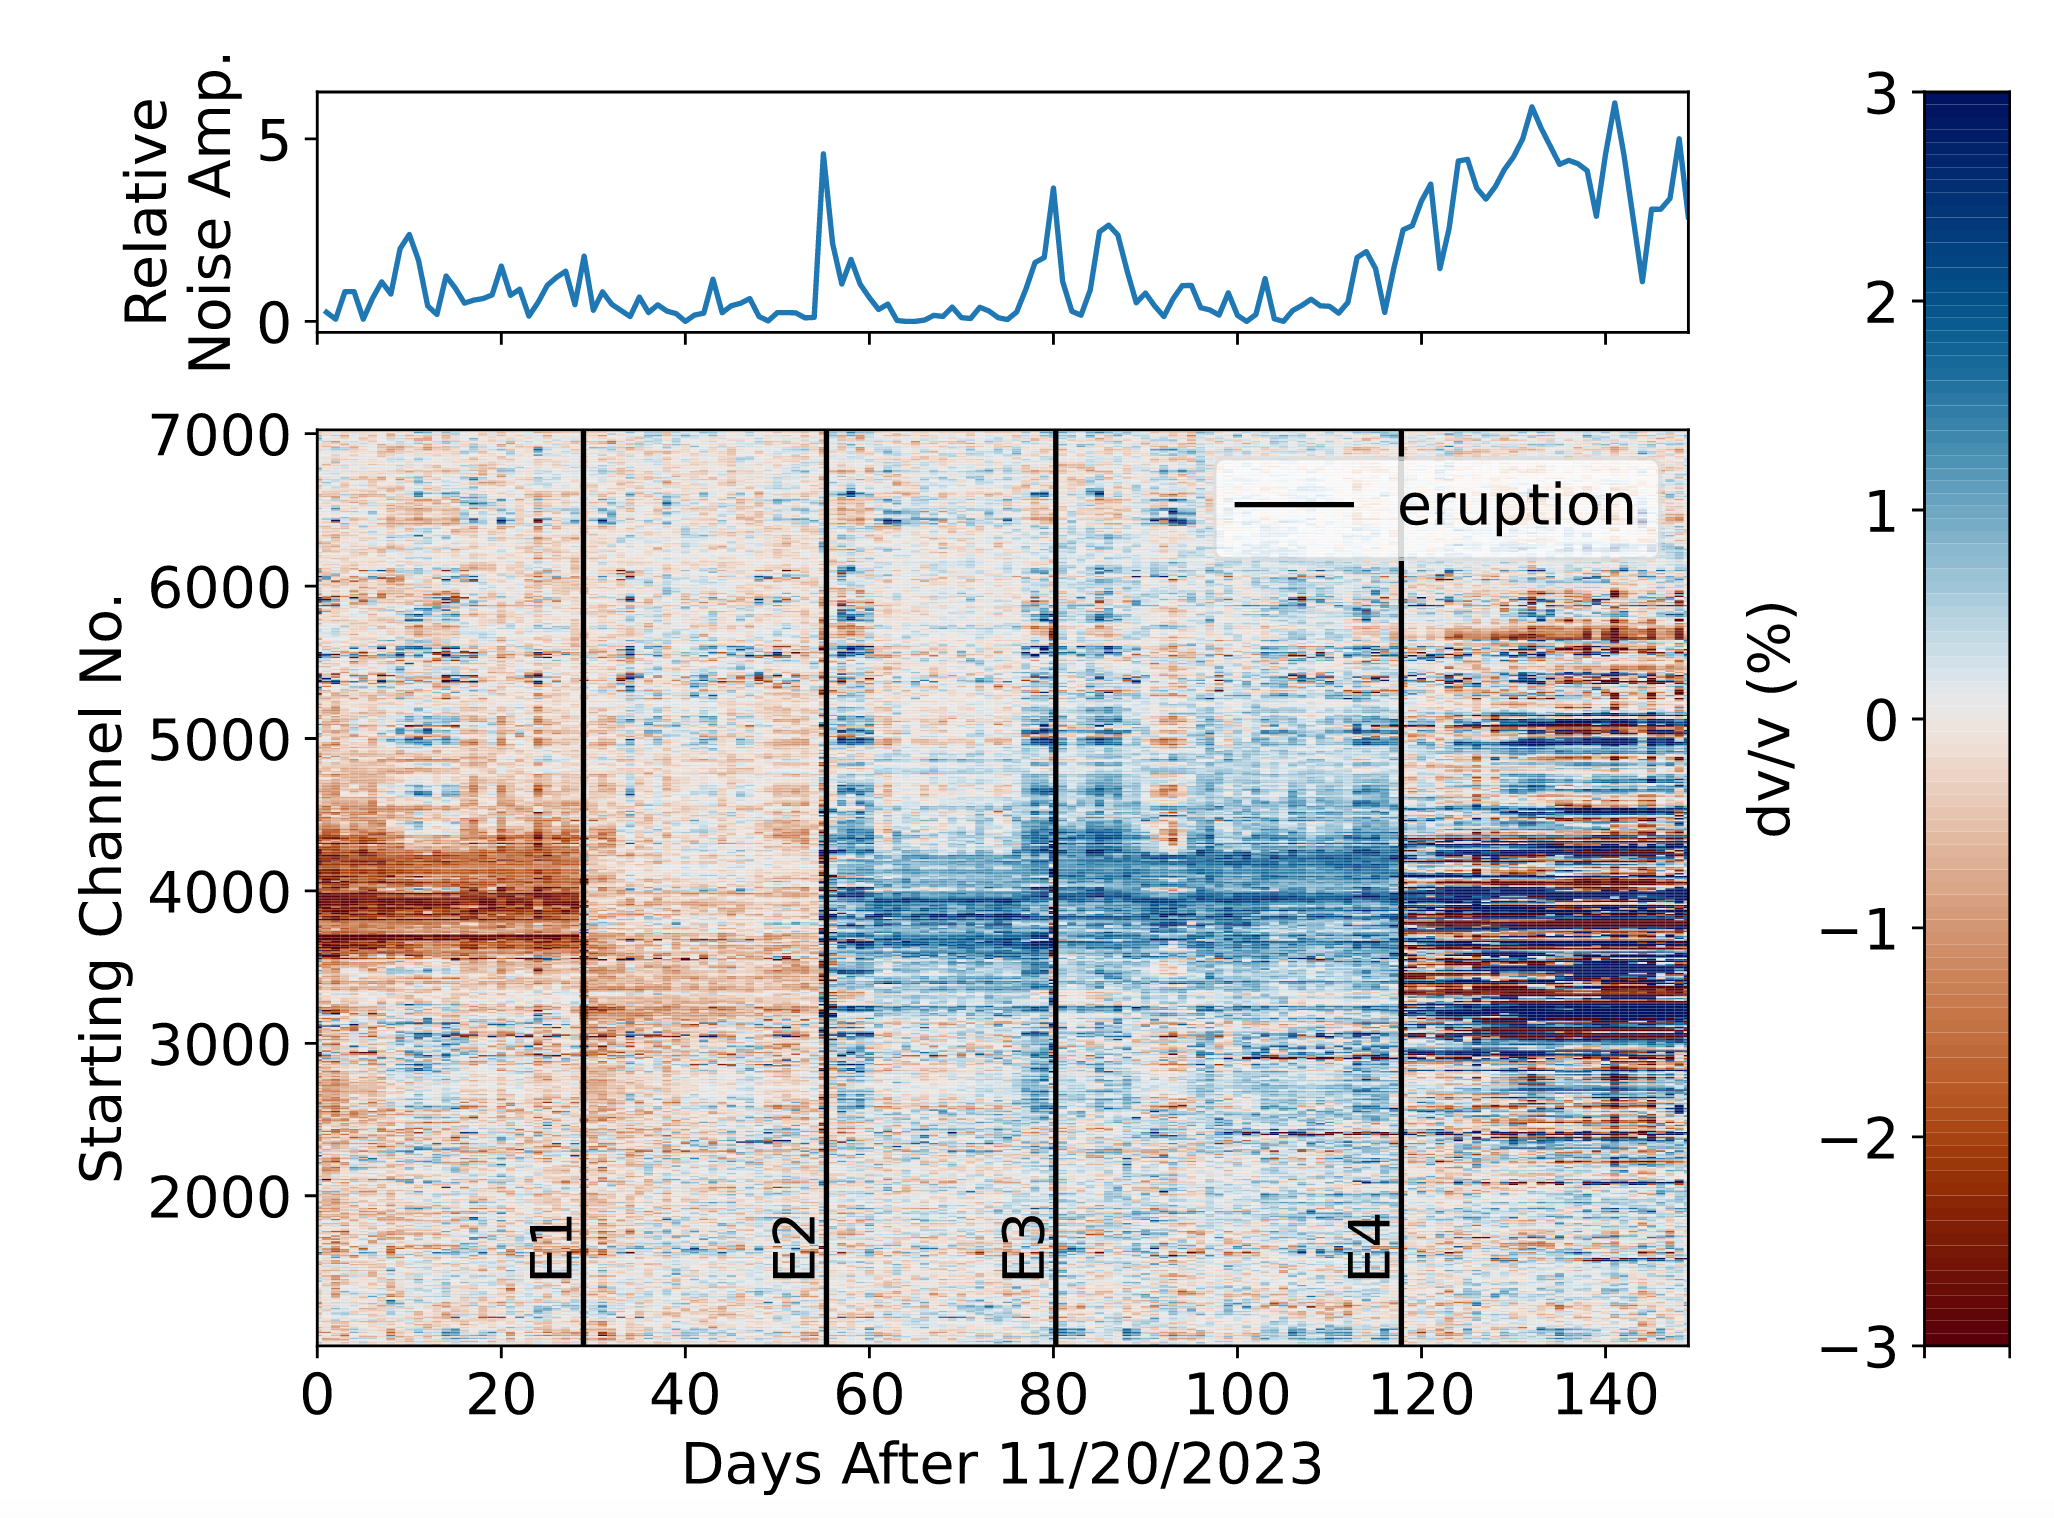 Relative
Noise Amp.
5
0
7000
6000
5000
4000
3000
2000
Starting Channel No.
eruption
E1
E2
E3
E4
0 20 40 60 80 100 120 140
Days After 11/20/2023
3
2
1
0
−1
−2
−3
dv/v (%)